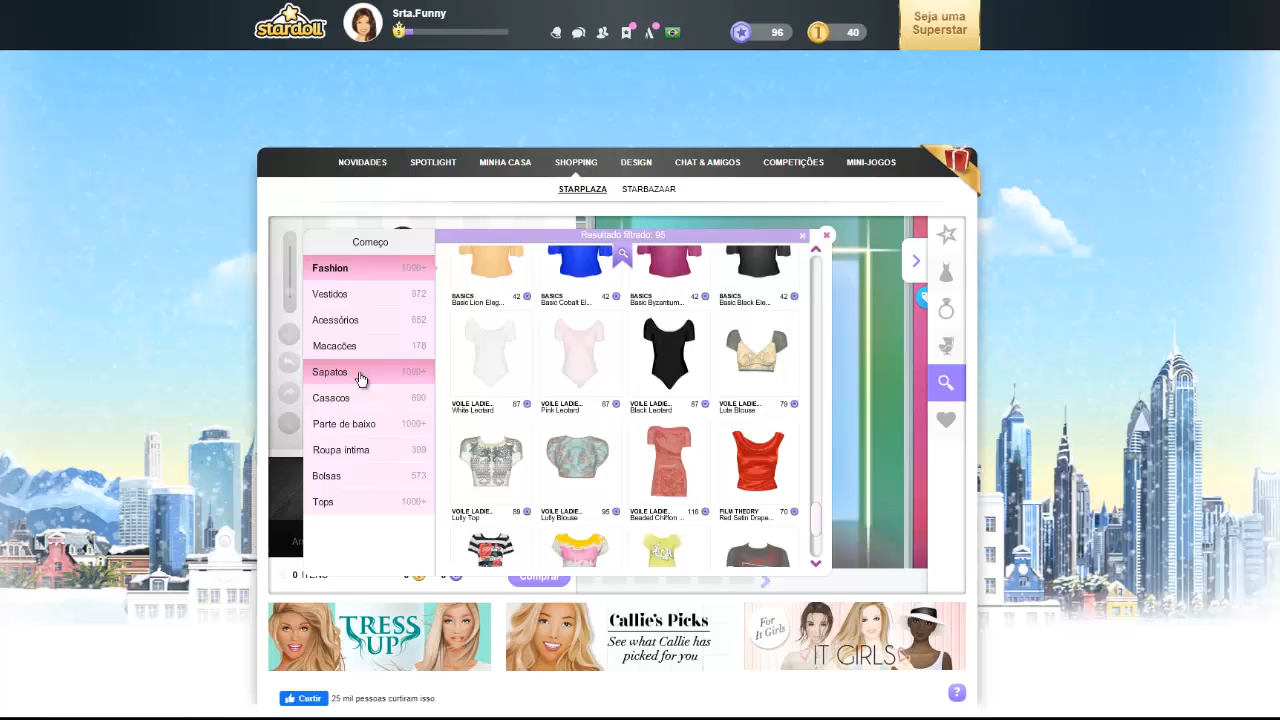 stardoll
Srta.Funny
96
1
40
Seja uma
Superstar
NOVIDADES SPOTLIGHT MINHA CASA SHOPPING DESIGN CHAT & AMIGOS COMPETIÇÕES MINI-JOGOS
STARPLAZA STARBAZAAR
Começo
Resultado filtrado: 95
Fashion 1000+
Vestidos 972
Acessórios 652
Macacões 178
Sapatos 1000+
Casacos 690
Parte de baixo 1000+
Roupa íntima 399
Bolsas 573
Tops 1000+
BASICS 42 BASICS 42 BASICS 42 BASICS 42
Basic Lion Eleg... Basic Cobalt El... Basic Byzantum... Basic Black Ele...
VOILE LADIE... 87 VOILE LADIE... 87 VOILE LADIE... 87 VOILE LADIE... 79
White Leotard Pink Leotard Black Leotard Lute Blouse
VOILE LADIE... 89 VOILE LADIE... 95 VOILE LADIE... 116 FILM THEORY 70
Lully Top Lully Blouse Beaded Chiffon ... Red Satin Drape...
0 ITENS
Comprar
TRESS
UP
Callie's Picks
See what Callie has
picked for you
For
It Girls
IT GIRLS
Curtir 25 mil pessoas curtiram isso.
?